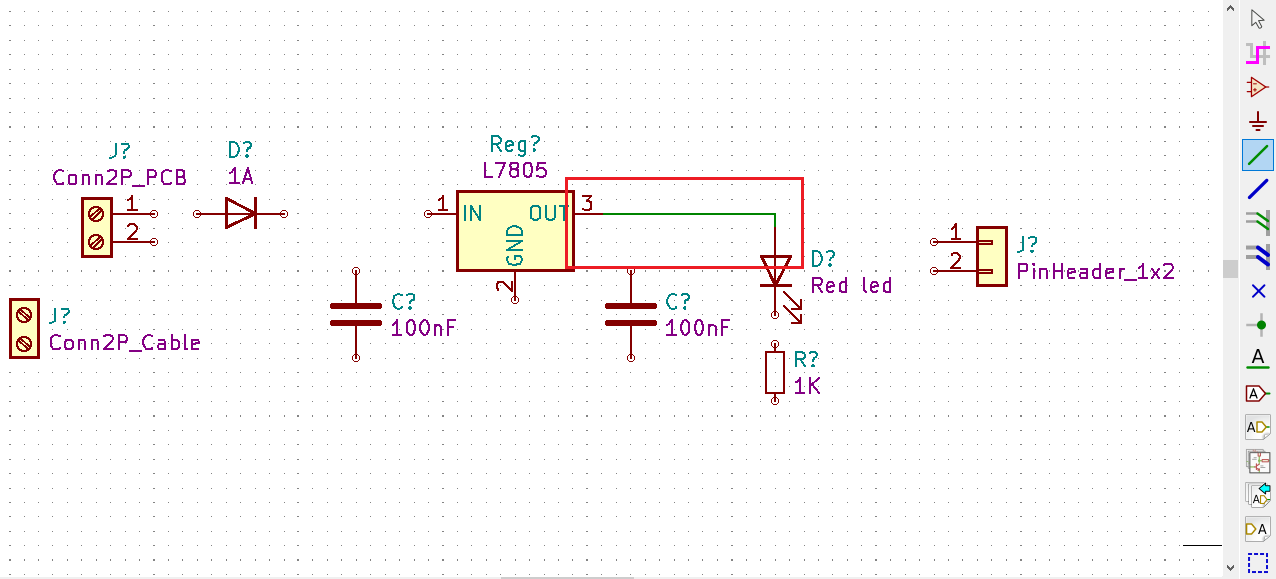 Reg?
L7805
J?
D?
Conn2P_PCB
1A
1
2
1
IN
OUT
3
GND
2
1
2
J?
PinHeader_1x2
D?
Red led
C?
100nF
C?
100nF
J?
Conn2P_Cable
R?
1K
A
A
A
A
A